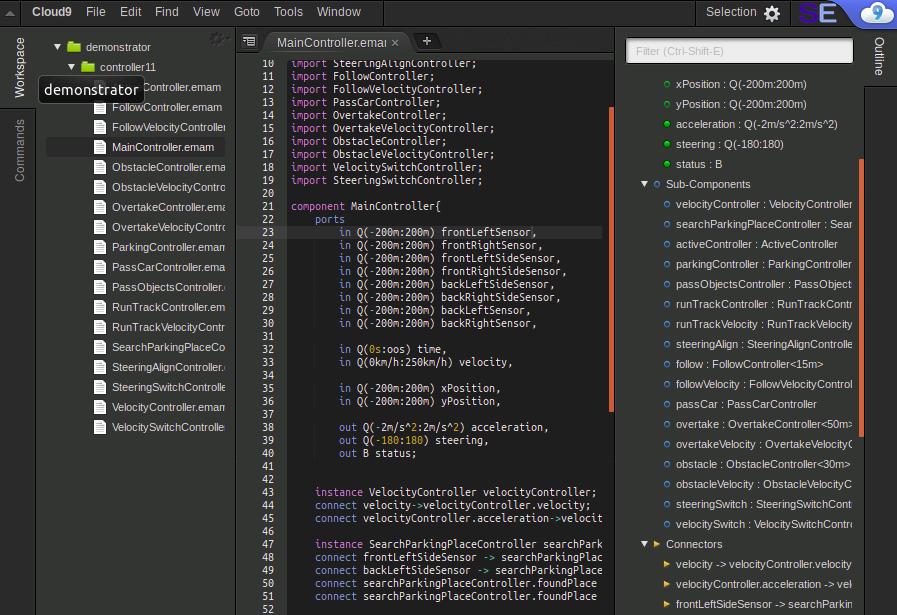 Cloud9 File Edit Find View Goto Tools Window Selection SE 9
Workspace
Commands
demonstrator
controller11
Controller.emam
demonstrator
FollowController.emam
FollowVelocityController
MainController.emam
ObstacleController.ema
ObstacleVelocityContro
OvertakeController.ema
OvertakeVelocityControl
ParkingController.emam
PassCarController.ema
PassObjectsController.
RunTrackController.em
RunTrackVelocityContr
SearchParkingPlaceCo
SteeringAlignController.
SteeringSwitchControlle
VelocityController.emam
VelocitySwitchController
MainController.emar × +
10 import SteeringAlignController;
11 import FollowController;
12 import FollowVelocityController;
13 import PassCarController;
14 import OvertakeController;
15 import OvertakeVelocityController;
16 import ObstacleController;
17 import ObstacleVelocityController;
18 import VelocitySwitchController;
19 import SteeringSwitchController;
20
21 component MainController{
22 ports
23 in Q(-200m:200m) frontLeftSensor,
24 in Q(-200m:200m) frontRightSensor,
25 in Q(-200m:200m) frontLeftSideSensor,
26 in Q(-200m:200m) frontRightSideSensor,
27 in Q(-200m:200m) backLeftSideSensor,
28 in Q(-200m:200m) backRightSideSensor,
29 in Q(-200m:200m) backLeftSensor,
30 in Q(-200m:200m) backRightSensor,
31
32 in Q(0s:oos) time,
33 in Q(0km/h:250km/h) velocity,
34
35 in Q(-200m:200m) xPosition,
36 in Q(-200m:200m) yPosition,
37
38 out Q(-2m/s^2:2m/s^2) acceleration,
39 out Q(-180:180) steering,
40 out B status;
41
42
43 instance VelocityController velocityController;
44 connect velocity->velocityController.velocity;
45 connect velocityController.acceleration->velocit
46
47 instance SearchParkingPlaceController searchPark
48 connect frontLeftSideSensor -> searchParkingPlac
49 connect backLeftSideSensor -> searchParkingPlace
50 connect searchParkingPlaceController.foundPlace
51 connect searchParkingPlaceController.foundPlace
52
Filter (Ctrl-Shift-E)
Outline
xPosition : Q(-200m:200m)
yPosition : Q(-200m:200m)
acceleration : Q(-2m/s^2:2m/s^2)
steering : Q(-180:180)
status : B
Sub-Components
velocityController : VelocityController
searchParkingPlaceController : Sear
activeController : ActiveController
parkingController : ParkingController
passObjectsController : PassObject
runTrackController : RunTrackContr
runTrackVelocity : RunTrackVelocity
steeringAlign : SteeringAlignControlle
follow : FollowController<15m>
followVelocity : FollowVelocityControl
passCar : PassCarController
overtake : OvertakeController<50m>
overtakeVelocity : OvertakeVelocityC
obstacle : ObstacleController<30m>
obstacleVelocity : ObstacleVelocityC
steeringSwitch : SteeringSwitchCont
velocitySwitch : VelocitySwitchContro
Connectors
velocity -> velocityController.velocity
velocityController.acceleration -> vel
frontLeftSideSensor -> searchParkin